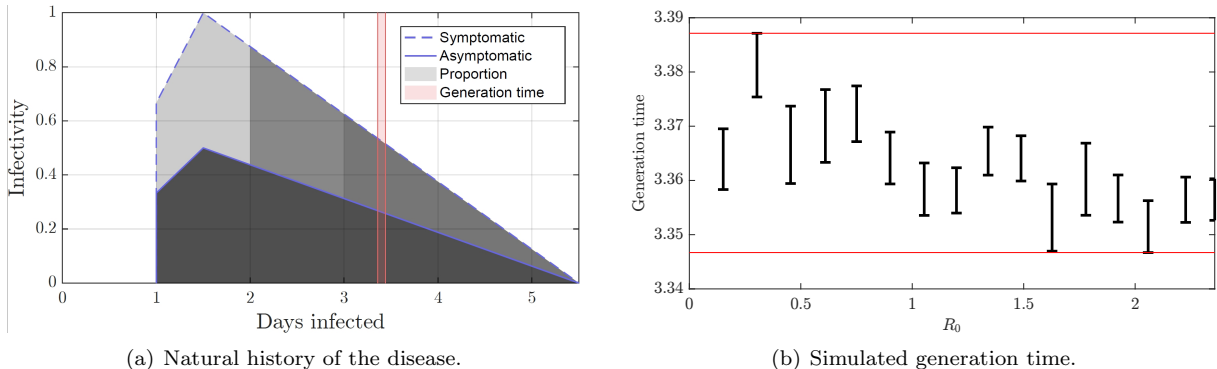 1
0.8
0.6
0.4
0.2
0
0 1 2 3 4 5
Infectivity
Days infected
Symptomatic
Asymptomatic
Proportion
Generation time
(a) Natural history of the disease.
3.39
3.38
3.37
3.36
3.35
3.34
0 0.5 1 1.5 2
Generation time
R0
(b) Simulated generation time.